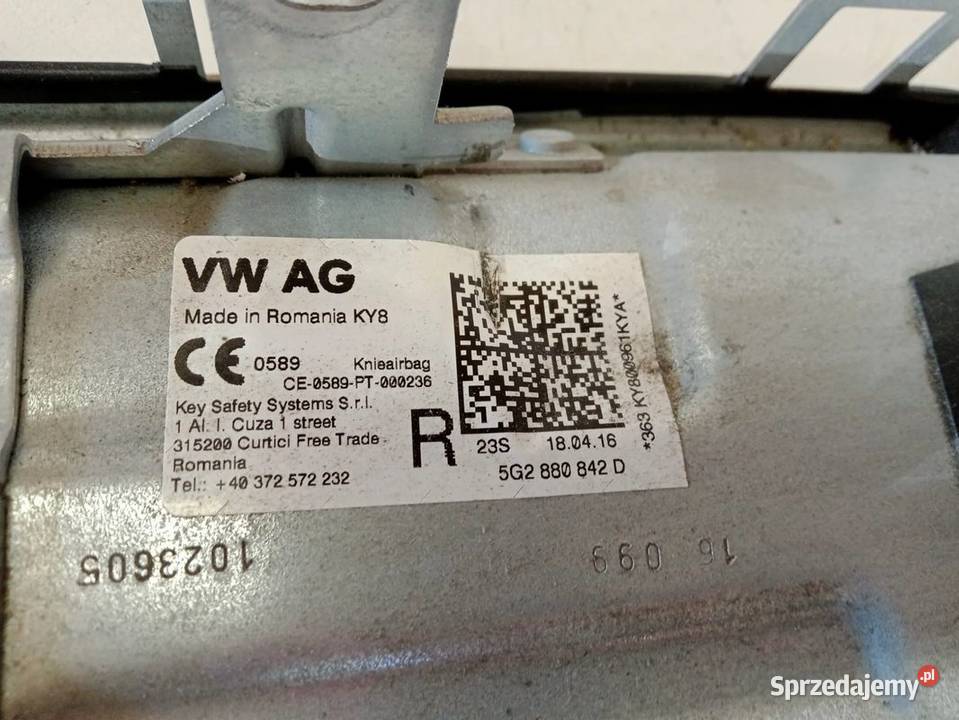 VW AG
Made in Romania KY8
CE 0589 Knieairbag
CE-0589-PT-000236
Key Safety Systems S.r.l.
1 Al. I. Cuza 1 street
315200 Curtici Free Trade
Romania
Tel.: +40 372 572 232
R
23S 18.04.16
5G2 880 842 D
*363 KY800961KYA*
1023605
16 099
Sprzedajemy.pl